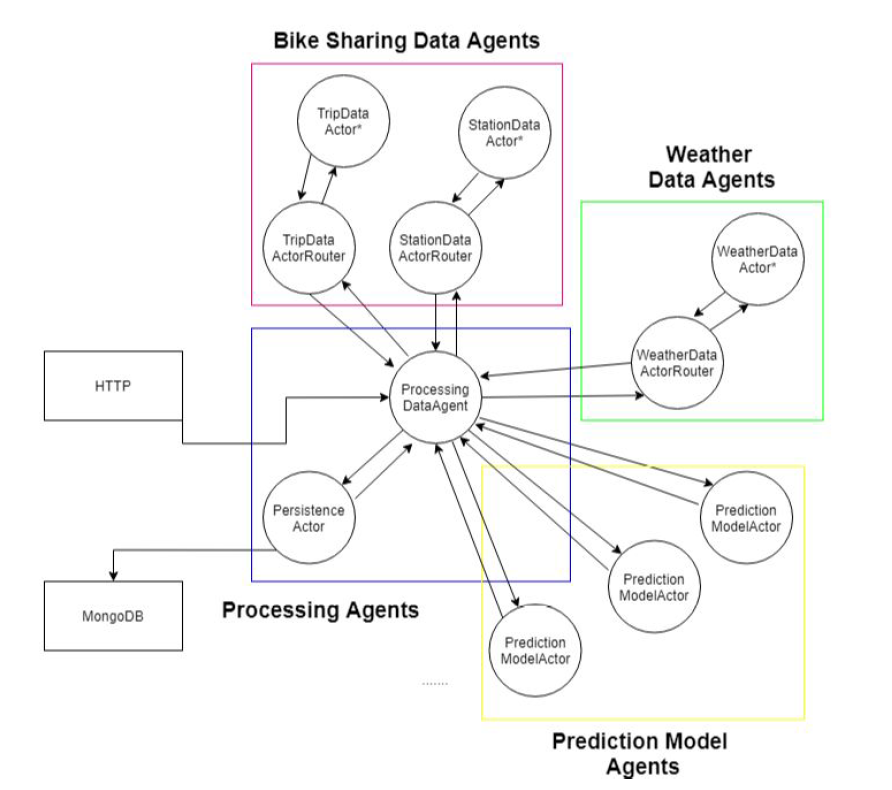 Bike Sharing Data Agents
TripData
Actor*
StationData
Actor*
TripData
ActorRouter
StationData
ActorRouter
Weather
Data Agents
WeatherData
Actor*
WeatherData
ActorRouter
HTTP
Processing
DataAgent
Persistence
Actor
MongoDB
Processing Agents
Prediction
ModelActor
Prediction
ModelActor
Prediction
ModelActor
.......
Prediction Model
Agents